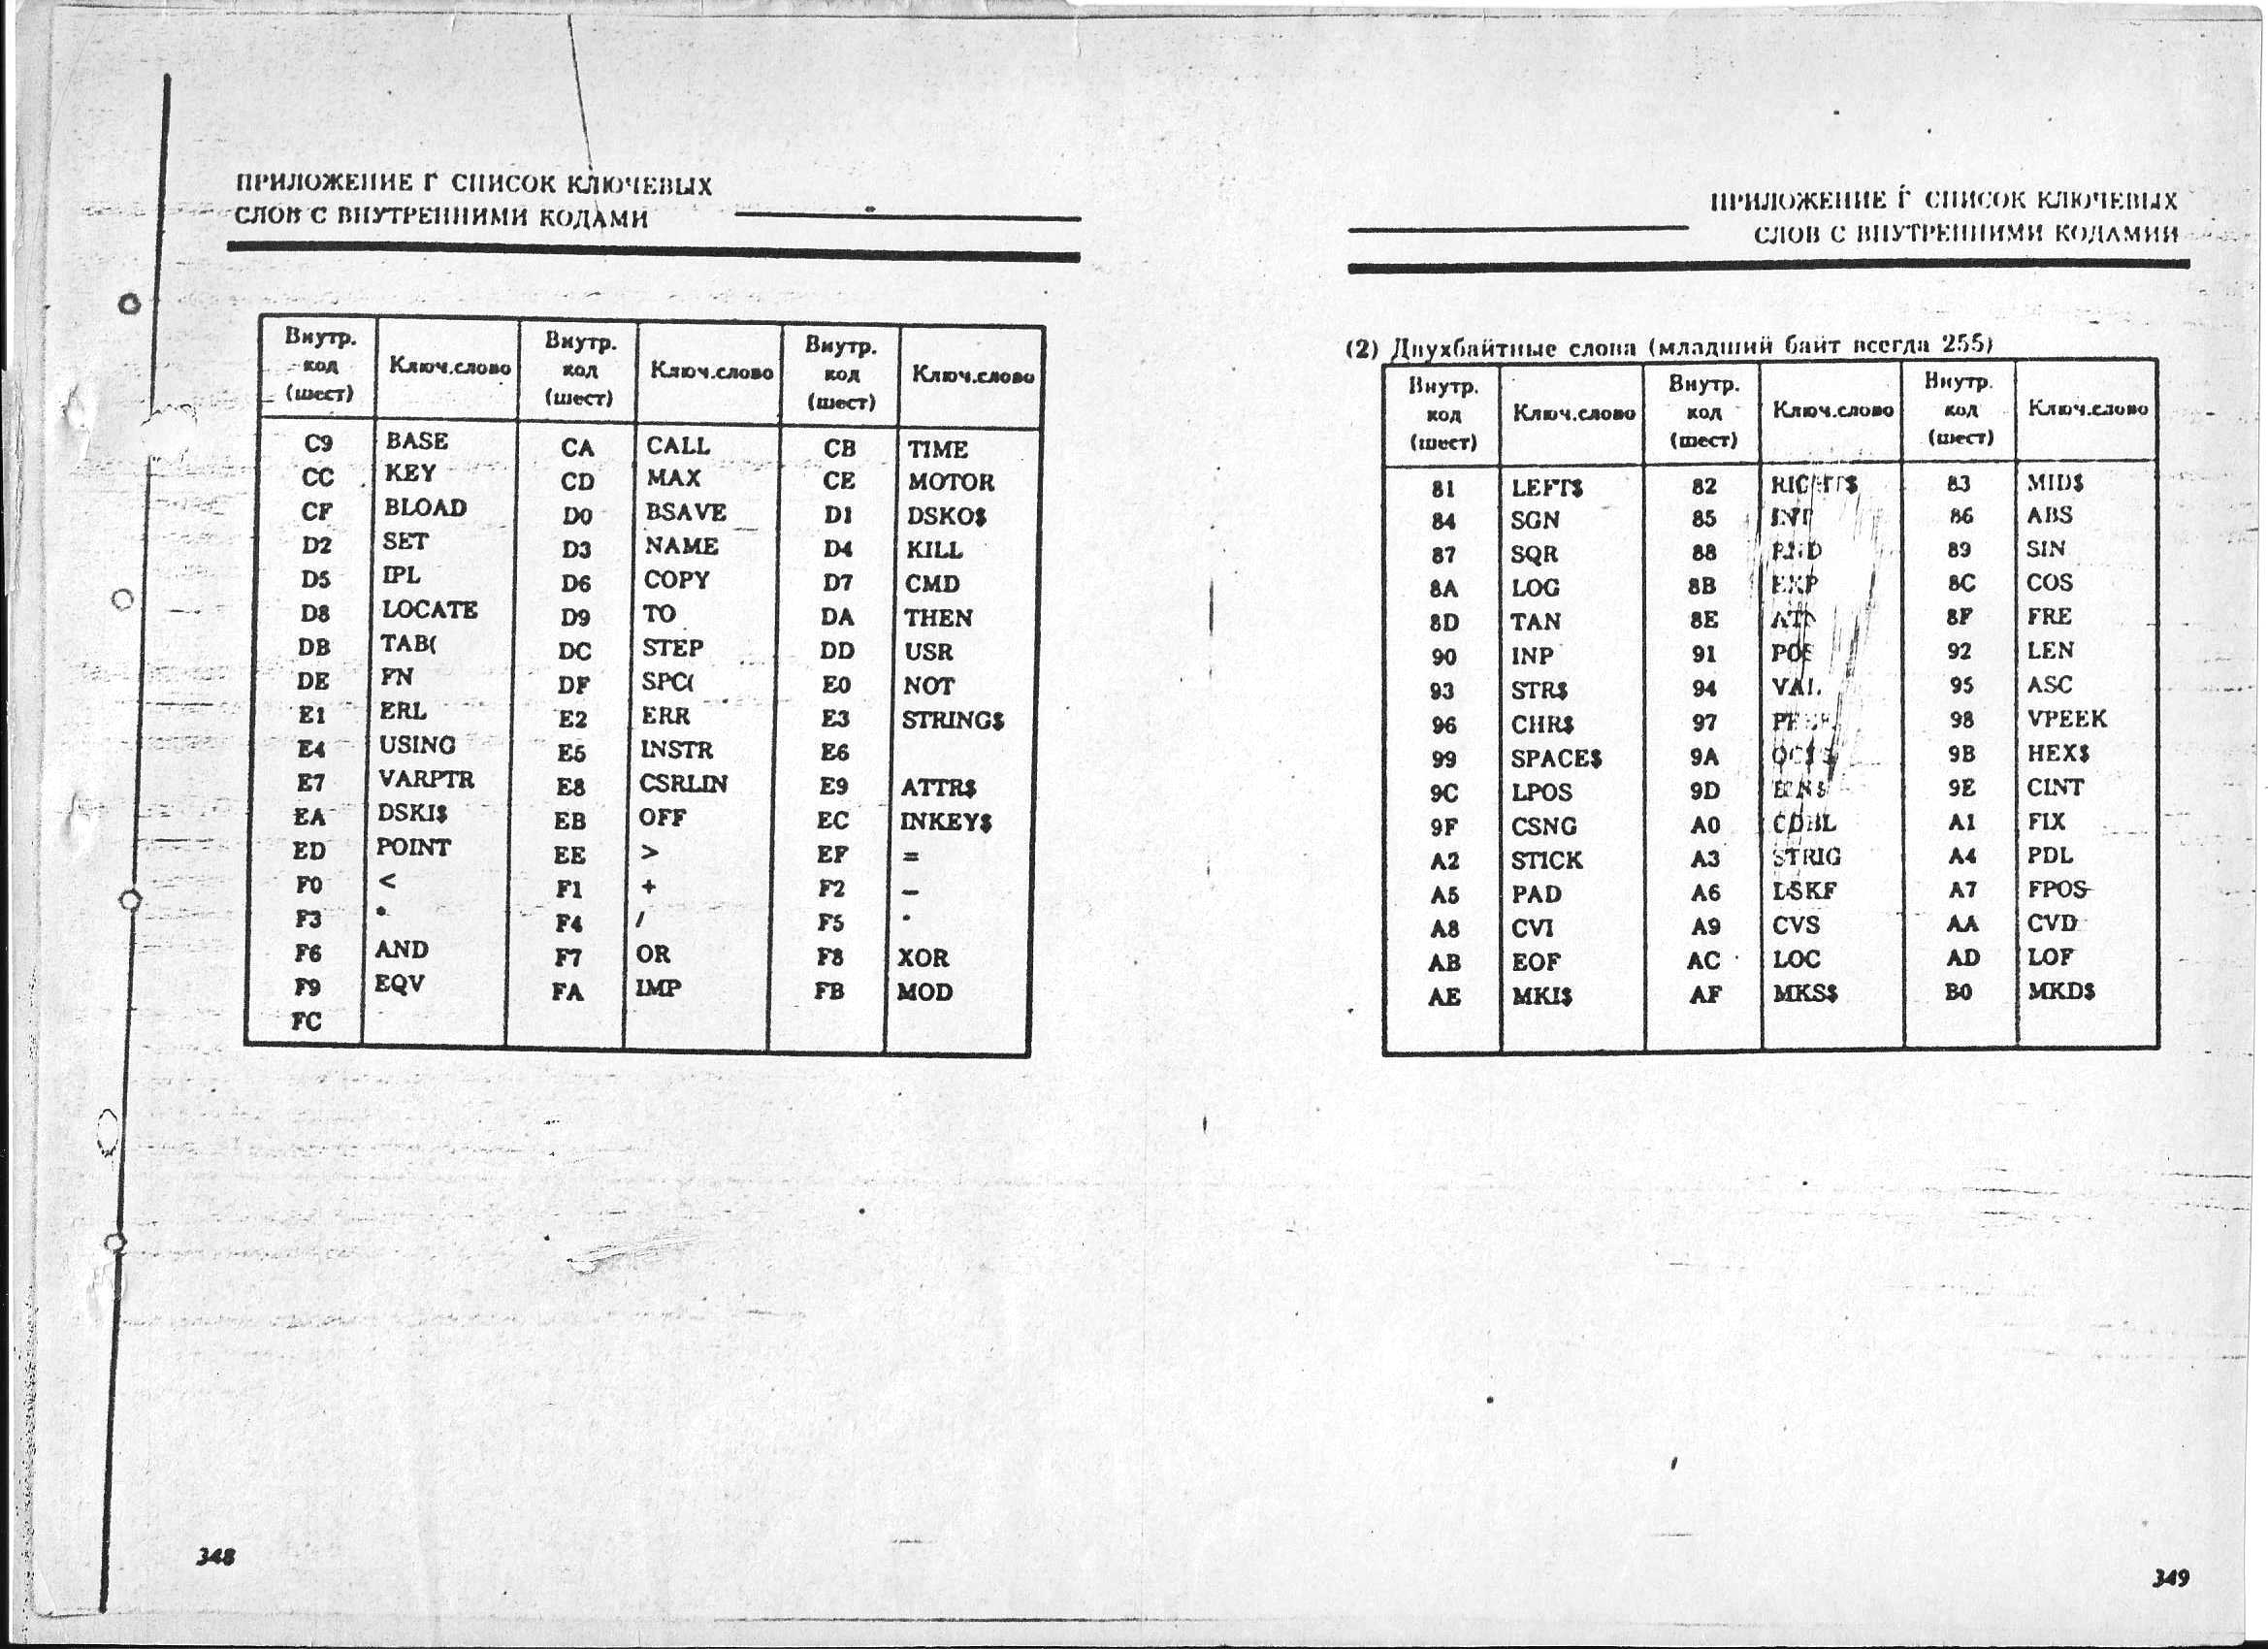 ПРИЛОЖЕНИЕ Г СПИСОК КЛЮЧЕВЫХ
СЛОВ С ВНУТРЕННИМИ КОДАМИ
Внутр. код (шест) Ключ.слово Внутр. код (шест) Ключ.слово Внутр. код (шест) Ключ.слово
C9 BASE CA CALL CB TIME
CC KEY CD MAX CE MOTOR
CF BLOAD D0 BSAVE D1 DSKO$
D2 SET D3 NAME D4 KILL
D5 IPL D6 COPY D7 CMD
D8 LOCATE D9 TO DA THEN
DB TAB( DC STEP DD USR
DE FN DF SPC( E0 NOT
E1 ERL E2 ERR E3 STRING$
E4 USING E5 INSTR E6
E7 VARPTR E8 CSRLIN E9 ATTR$
EA DSKI$ EB OFF EC INKEY$
ED POINT EE > EF =
F0 < F1 + F2 –
F3 * F4 / F5
F6 AND F7 OR F8 XOR
F9 EQV FA IMP FB MOD
FC
348
ПРИЛОЖЕНИЕ Г СПИСОК КЛЮЧЕВЫХ
СЛОВ С ВНУТРЕННИМИ КОДАМИИ
(2) Двухбайтные слова (младший байт всегда 255)
Внутр. код (шест) Ключ.слово Внутр. код (шест) Ключ.слово Внутр. код (шест) Ключ.слово
81 LEFT$ 82 RIGHT$ 83 MID$
84 SGN 85 INT 86 ABS
87 SQR 88 RND 89 SIN
8A LOG 8B EXP 8C COS
8D TAN 8E ATN 8F FRE
90 INP 91 POS 92 LEN
93 STR$ 94 VAL 95 ASC
96 CHR$ 97 PEEK 98 VPEEK
99 SPACE$ 9A OCT$ 9B HEX$
9C LPOS 9D BIN$ 9E CINT
9F CSNG A0 CDBL A1 FIX
A2 STICK A3 STRIG A4 PDL
A5 PAD A6 DSKF A7 FPOS
A8 CVI A9 CVS AA CVD
AB EOF AC LOC AD LOF
AE MKI$ AF MKS$ B0 MKD$
349